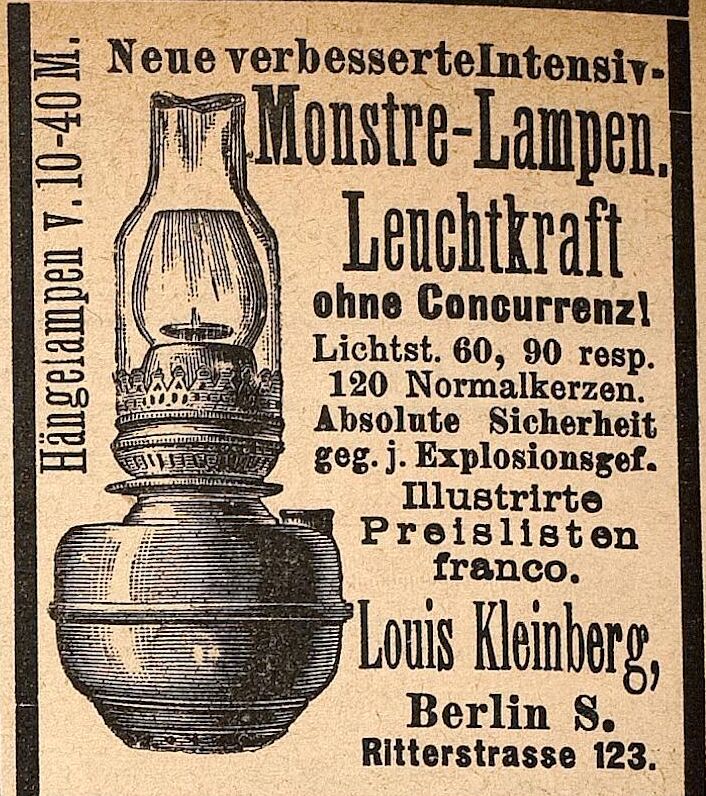 Hängelampen v. 10-40 M.
Neue verbesserte Intensiv-
Monstre-Lampen.
Leuchtkraft
ohne Concurrenz!
Lichtst. 60, 90 resp.
120 Normalkerzen.
Absolute Sicherheit
geg. j. Explosionsgef.
Illustrirte
Preislisten
franco.
Louis Kleinberg,
Berlin S.
Ritterstrasse 123.